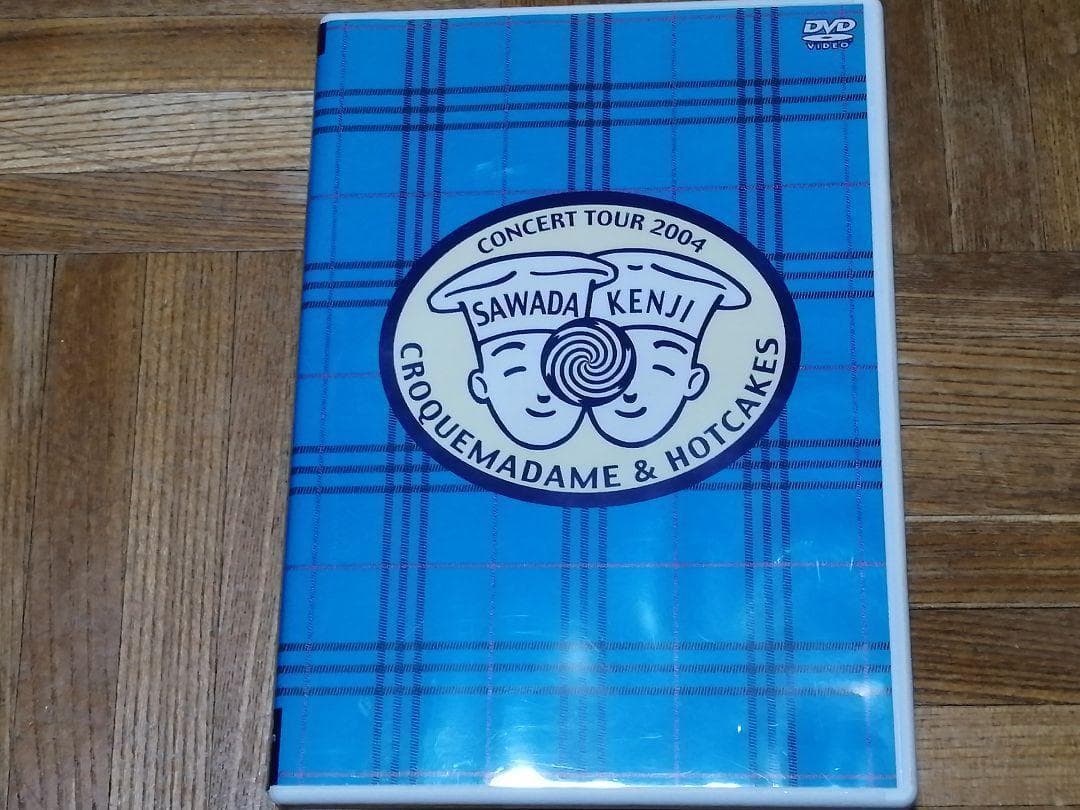 DVD
VIDEO
CONCERT TOUR 2004
SAWADA KENJI
CROQUEMADAME & HOTCAKES